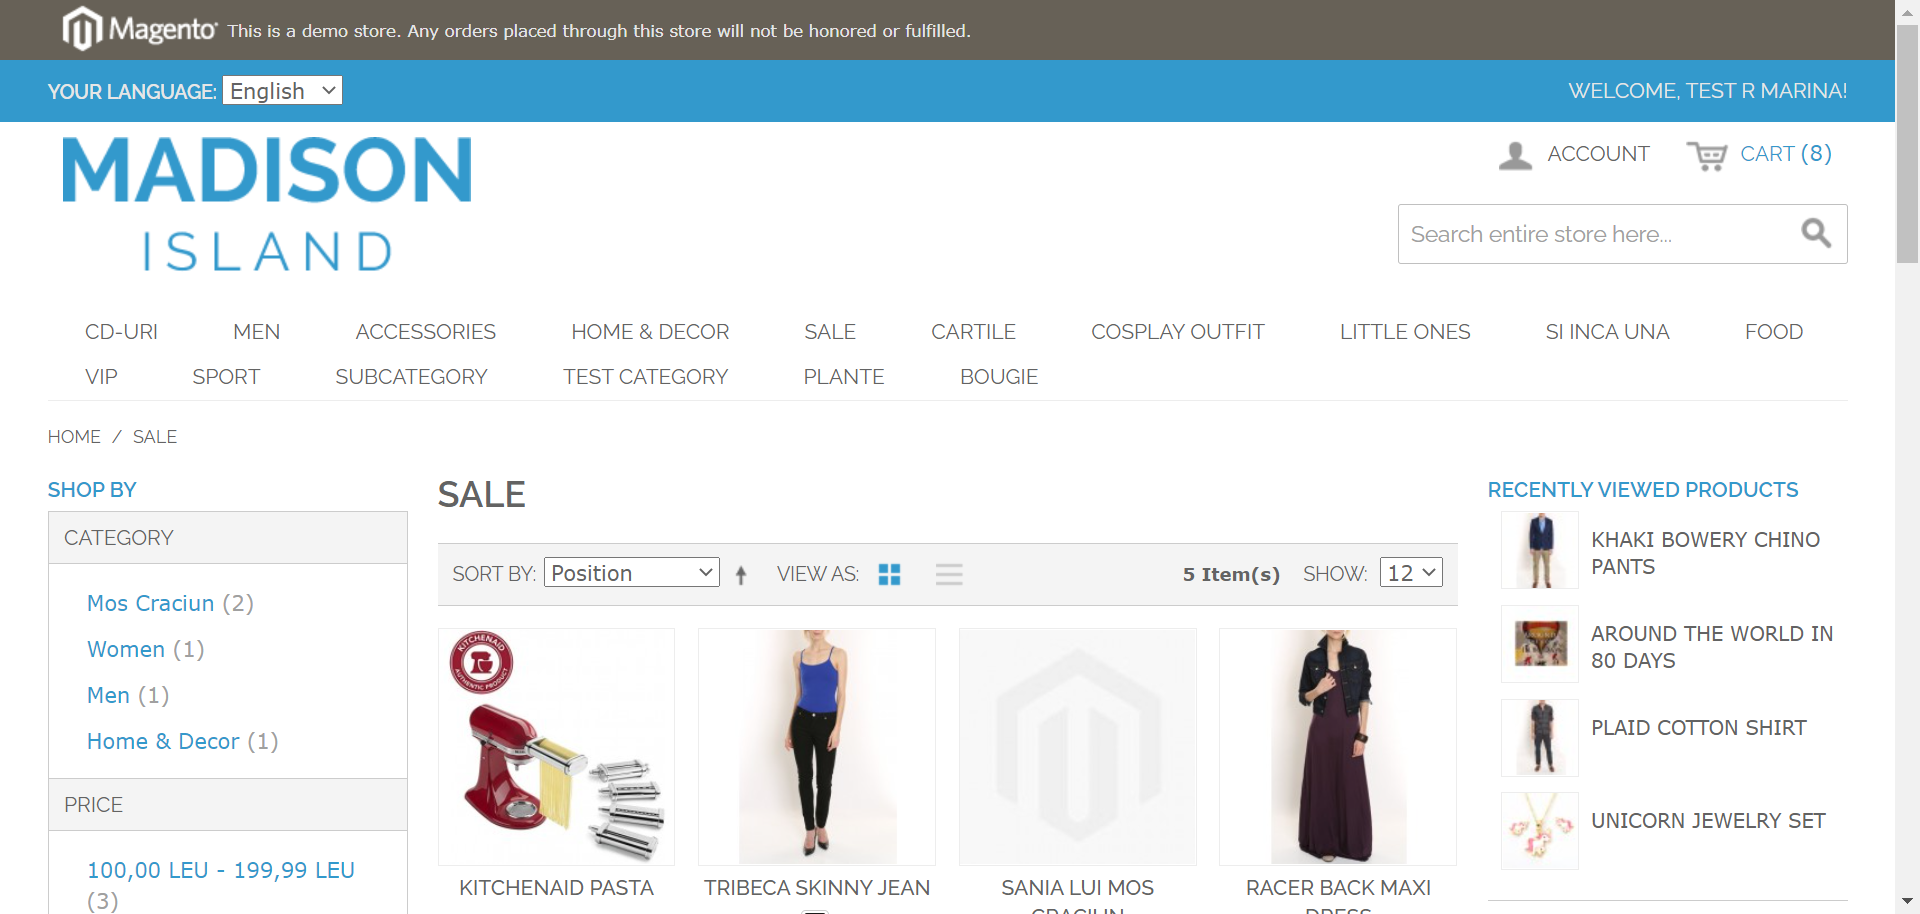 Magento This is a demo store. Any orders placed through this store will not be honored or fulfilled.
YOUR LANGUAGE: English
WELCOME, TEST R MARINA!
MADISON
ISLAND
ACCOUNT
CART (8)
Search entire store here...
CD-URI MEN ACCESSORIES HOME & DECOR SALE CARTILE COSPLAY OUTFIT LITTLE ONES SI INCA UNA FOOD
VIP SPORT SUBCATEGORY TEST CATEGORY PLANTE BOUGIE
HOME / SALE
SHOP BY
CATEGORY
Mos Craciun (2)
Women (1)
Men (1)
Home & Decor (1)
PRICE
100,00 LEU - 199,99 LEU
(3)
SALE
SORT BY: Position VIEW AS: 5 Item(s) SHOW: 12
KITCHENAID
AUTHENTIC PRODUCT
KITCHENAID PASTA
TRIBECA SKINNY JEAN
SANIA LUI MOS
CRACIUN
RACER BACK MAXI
DRESS
RECENTLY VIEWED PRODUCTS
KHAKI BOWERY CHINO
PANTS
AROUND THE WORLD IN
80 DAYS
PLAID COTTON SHIRT
UNICORN JEWELRY SET